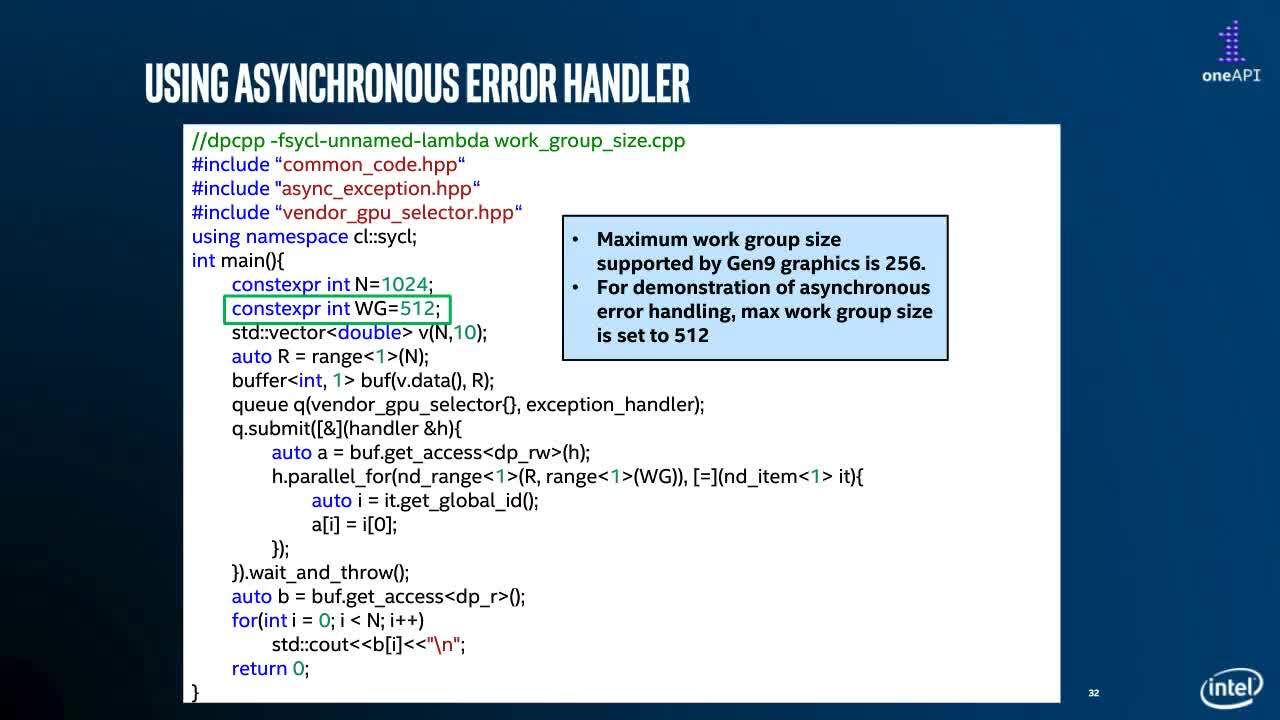 1
oneAPI
USING ASYNCHRONOUS ERROR HANDLER
//dpcpp -fsycl-unnamed-lambda work_group_size.cpp
#include “common_code.hpp“
#include "async_exception.hpp“
#include “vendor_gpu_selector.hpp“
using namespace cl::sycl;
int main(){
constexpr int N=1024;
constexpr int WG=512;
std::vector<double> v(N,10);
auto R = range<1>(N);
buffer<int, 1> buf(v.data(), R);
queue q(vendor_gpu_selector{}, exception_handler);
q.submit([&](handler &h){
auto a = buf.get_access<dp_rw>(h);
h.parallel_for(nd_range<1>(R, range<1>(WG)), [=](nd_item<1> it){
auto i = it.get_global_id();
a[i] = i[0];
});
}).wait_and_throw();
auto b = buf.get_access<dp_r>();
for(int i = 0; i < N; i++)
std::cout<<b[i]<<"\n";
return 0;
}
• Maximum work group size
supported by Gen9 graphics is 256.
• For demonstration of asynchronous
error handling, max work group size
is set to 512
32
intel